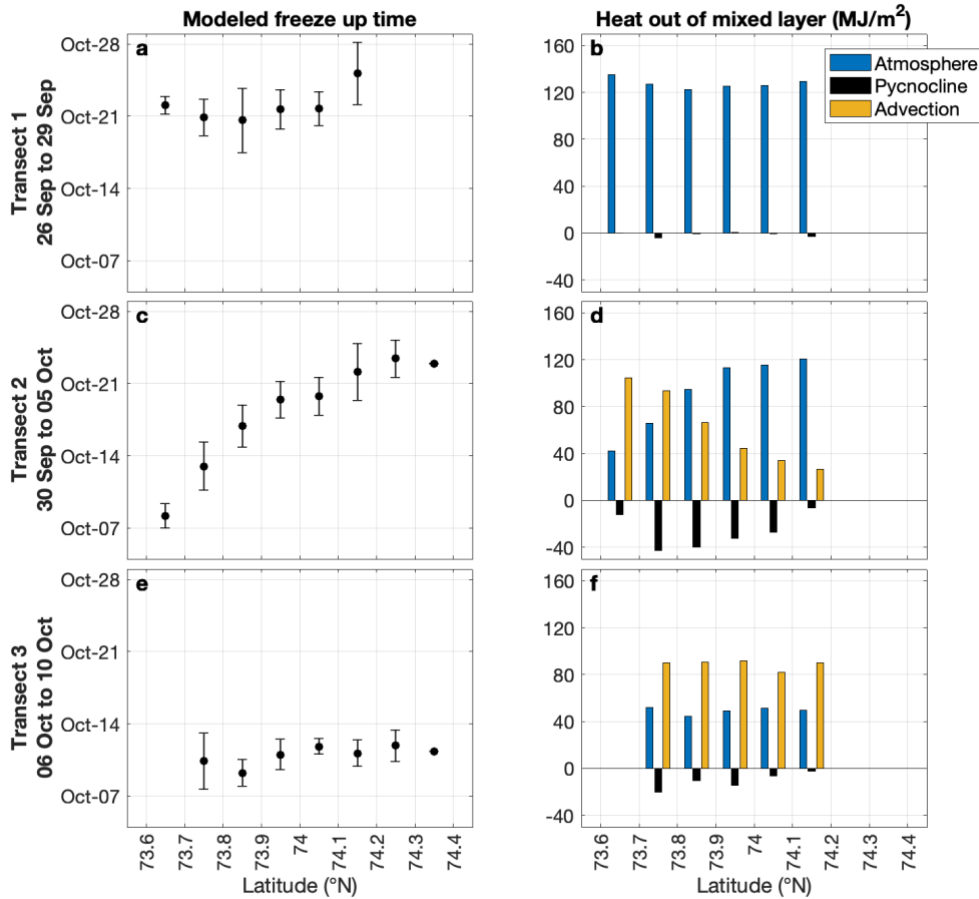 Modeled freeze up time
Heat out of mixed layer (MJ/m²)
Transect 1
26 Sep to 29 Sep
a
Oct-28
Oct-21
Oct-14
Oct-07
b
160
120
80
40
0
-40
Atmosphere
Pycnocline
Advection
Transect 2
30 Sep to 05 Oct
c
Oct-28
Oct-21
Oct-14
Oct-07
d
160
120
80
40
0
-40
Transect 3
06 Oct to 10 Oct
e
Oct-28
Oct-21
Oct-14
Oct-07
73.6
73.7
73.8
73.9
74
74.1
74.2
74.3
74.4
Latitude (°N)
f
160
120
80
40
0
-40
73.6
73.7
73.8
73.9
74
74.1
74.2
74.3
74.4
Latitude (°N)